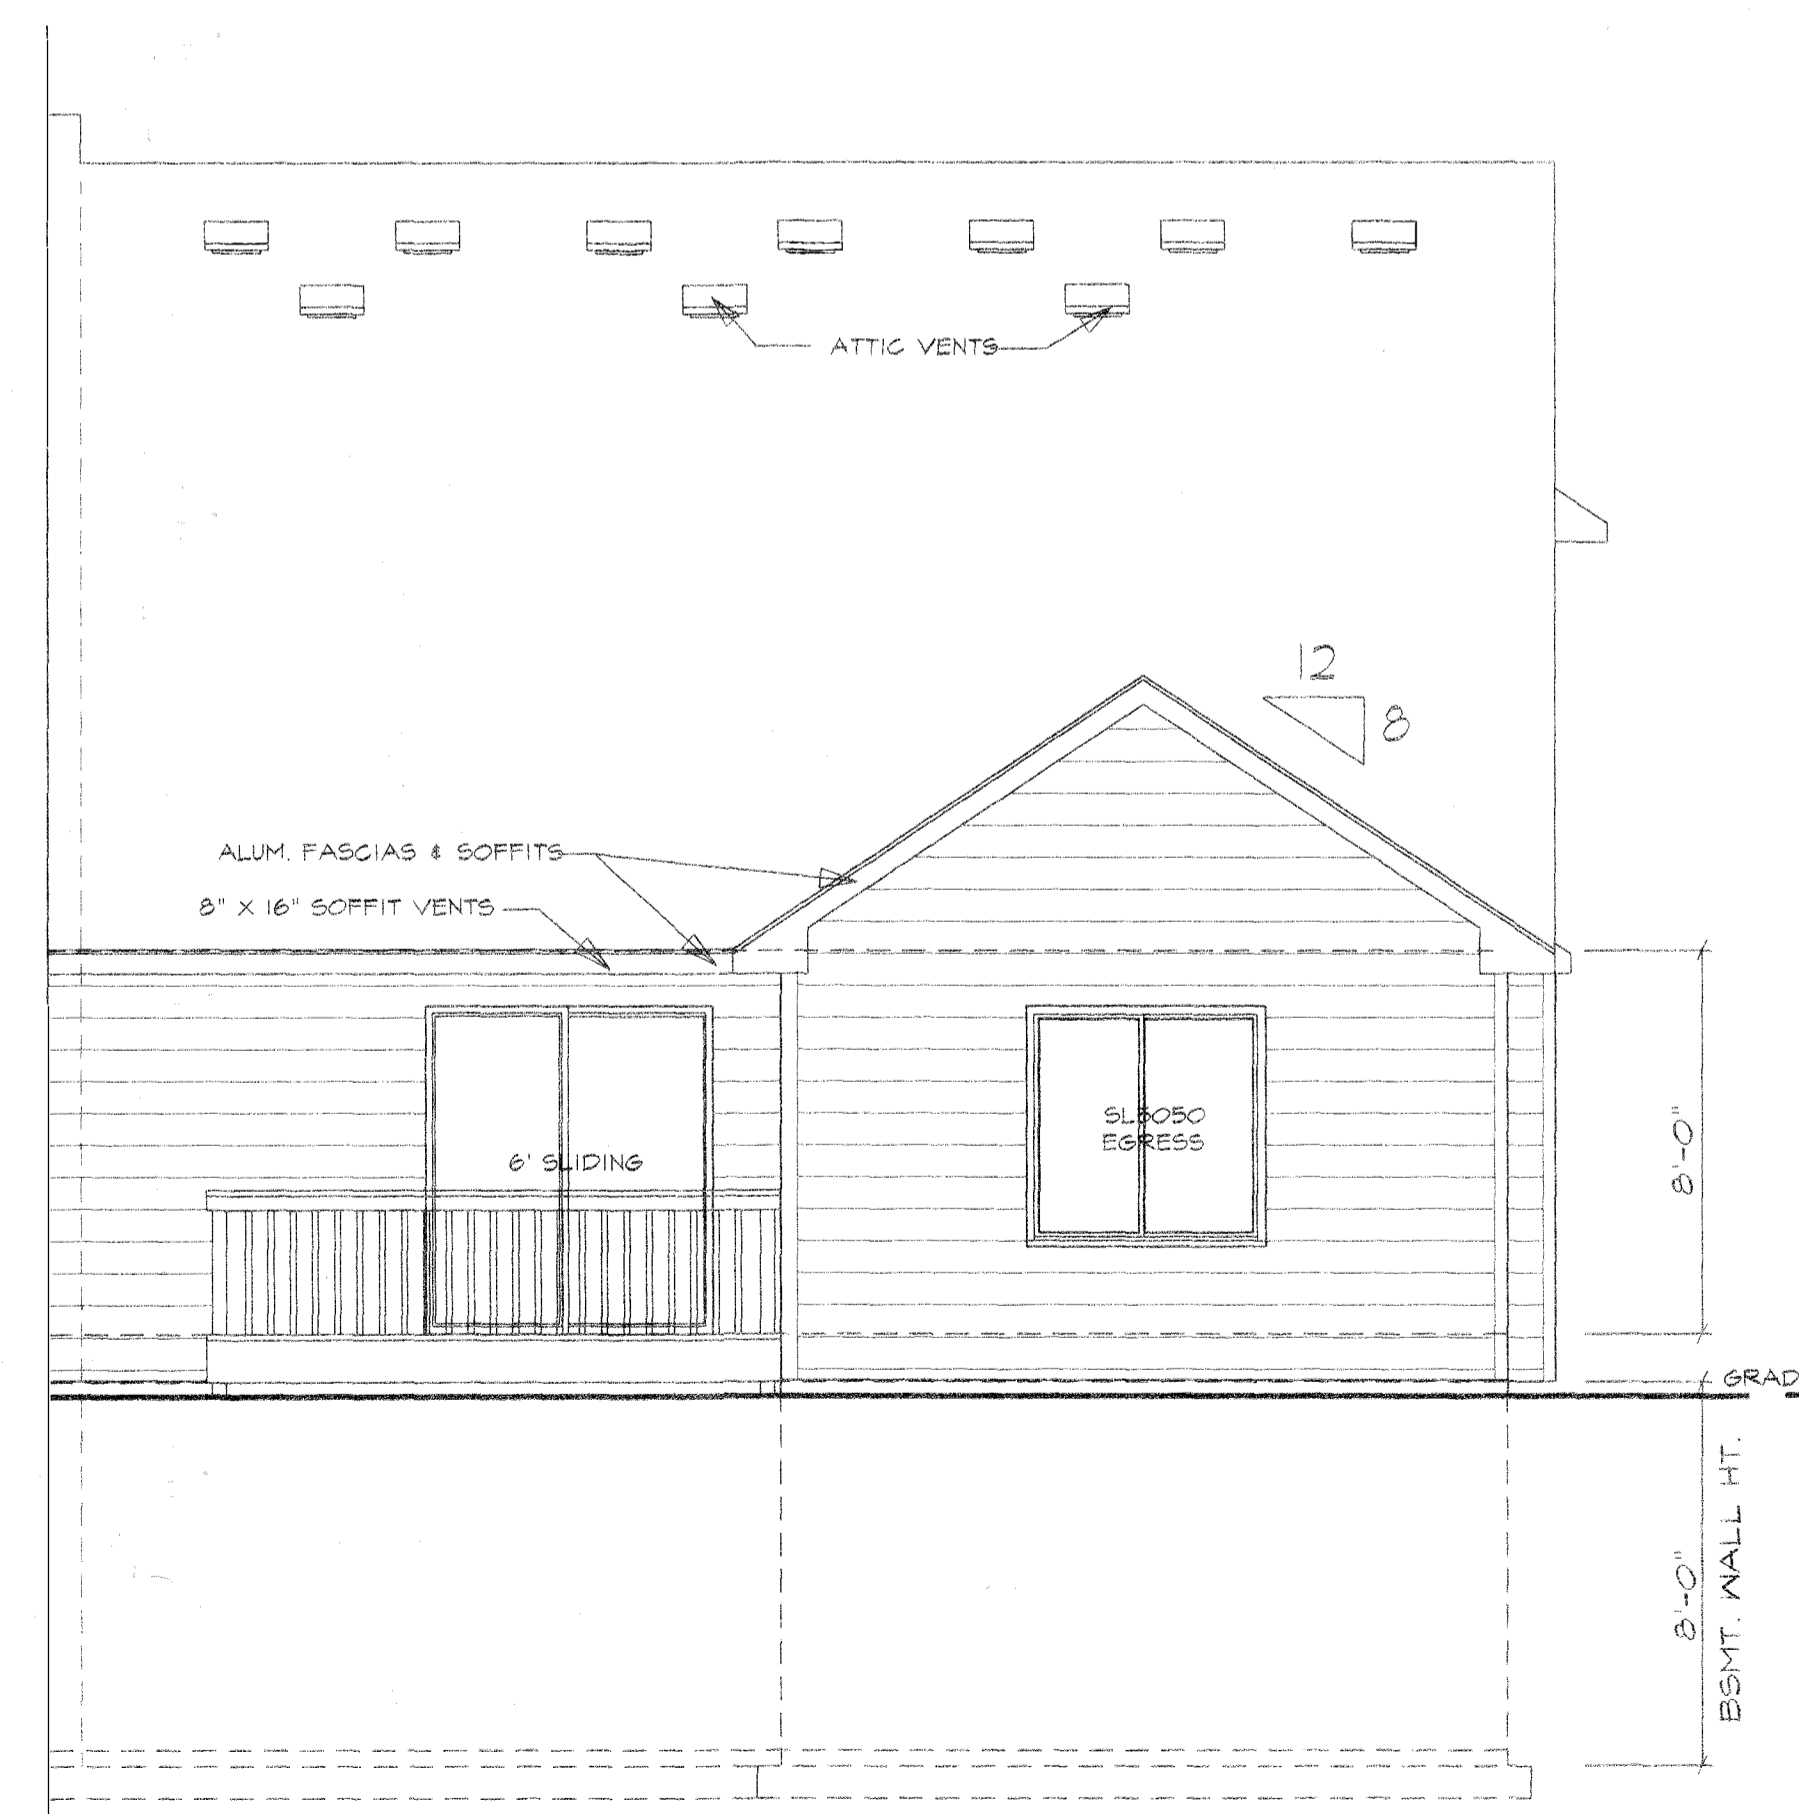 ATTIC VENTS
12
8
ALUM. FASCIAS & SOFFITS
8" X 16" SOFFIT VENTS
6' SLIDING
SL5050
EGRESS
8'-0"
GRAD
8'-0"
BSMT. WALL HT.